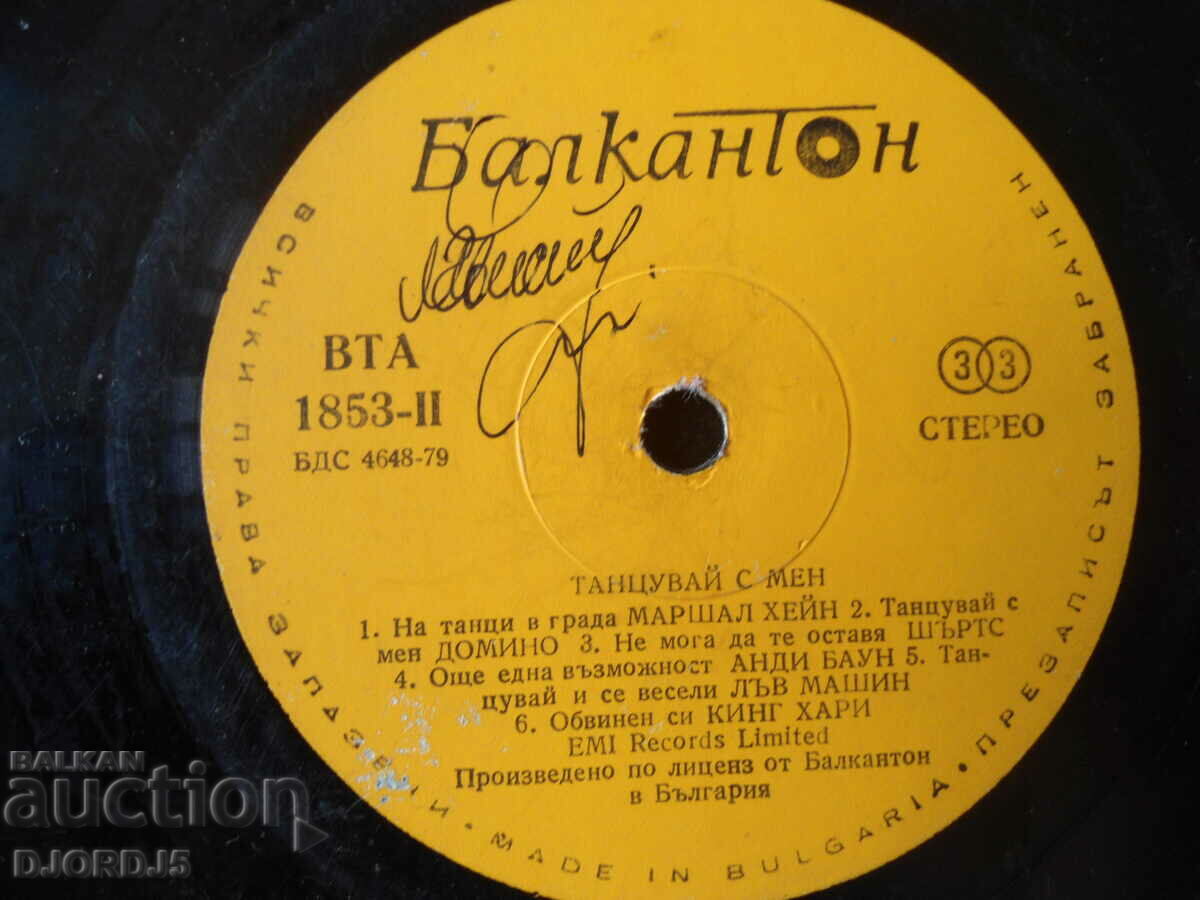 Балкантон
ВТА
1853-II
БДС 4648-79
33
СТЕРЕО
ТАНЦУВАЙ С МЕН
1. На танци в града МАРШАЛ ХЕЙН 2. Танцувай с
мен ДОМИНО 3. Не мога да те оставя ШЪРТС
4. Още една възможност АНДИ БАУН 5. Тан-
цувай и се весели ЛЪВ МАШИН
6. Обвинен си КИНГ ХАРИ
EMI Records Limited
Произведено по лиценз от Балкантон
в България
ВСИЧКИ ПРАВА ЗАПАЗЕНИ • MADE IN BULGARIA • ПРЕЗАПИСЪТ ЗАБРАНЕН
BALKAN
auction
DJORDJ5